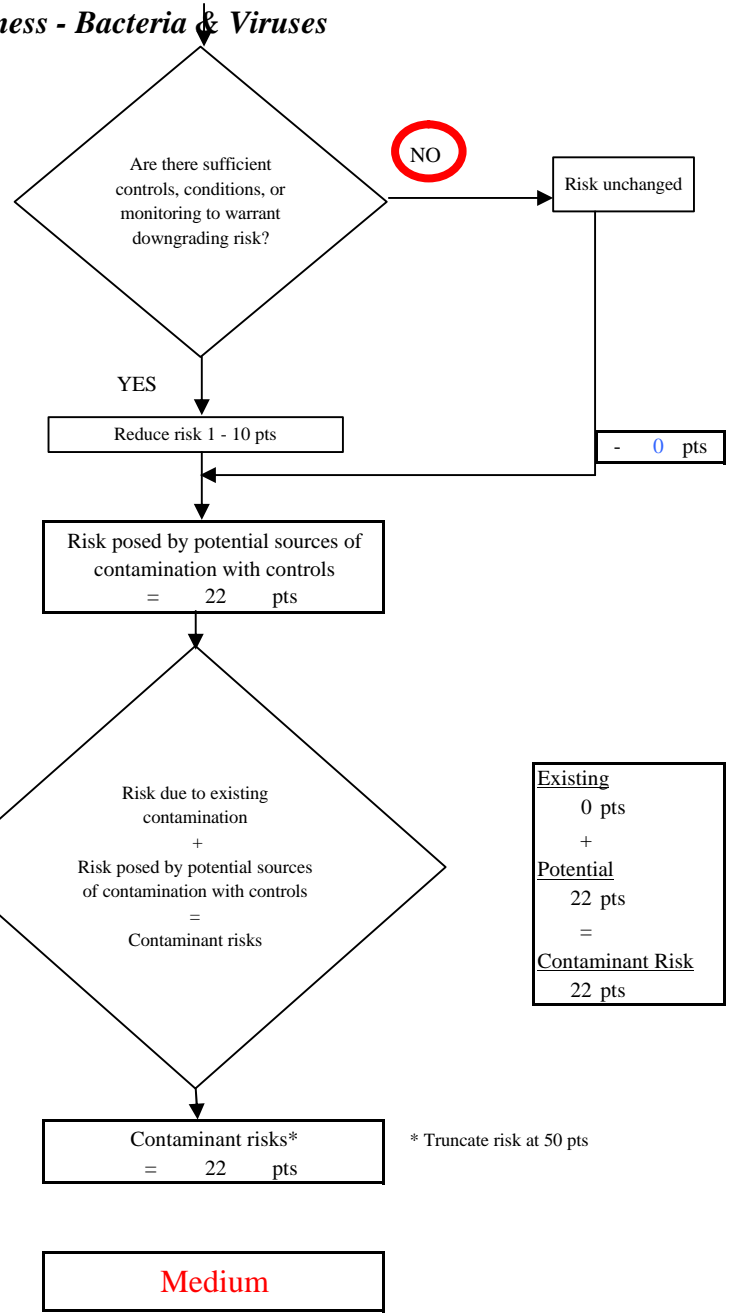 ness - Bacteria & Viruses
Are there sufficient
controls, conditions, or
monitoring to warrant
downgrading risk?
NO
Risk unchanged
YES
Reduce risk 1 - 10 pts
- 0 pts
Risk posed by potential sources of
contamination with controls
= 22 pts
Risk due to existing
contamination
+
Risk posed by potential sources
of contamination with controls
=
Contaminant risks
Existing
0 pts
+
Potential
22 pts
=
Contaminant Risk
22 pts
Contaminant risks*
= 22 pts
* Truncate risk at 50 pts
Medium